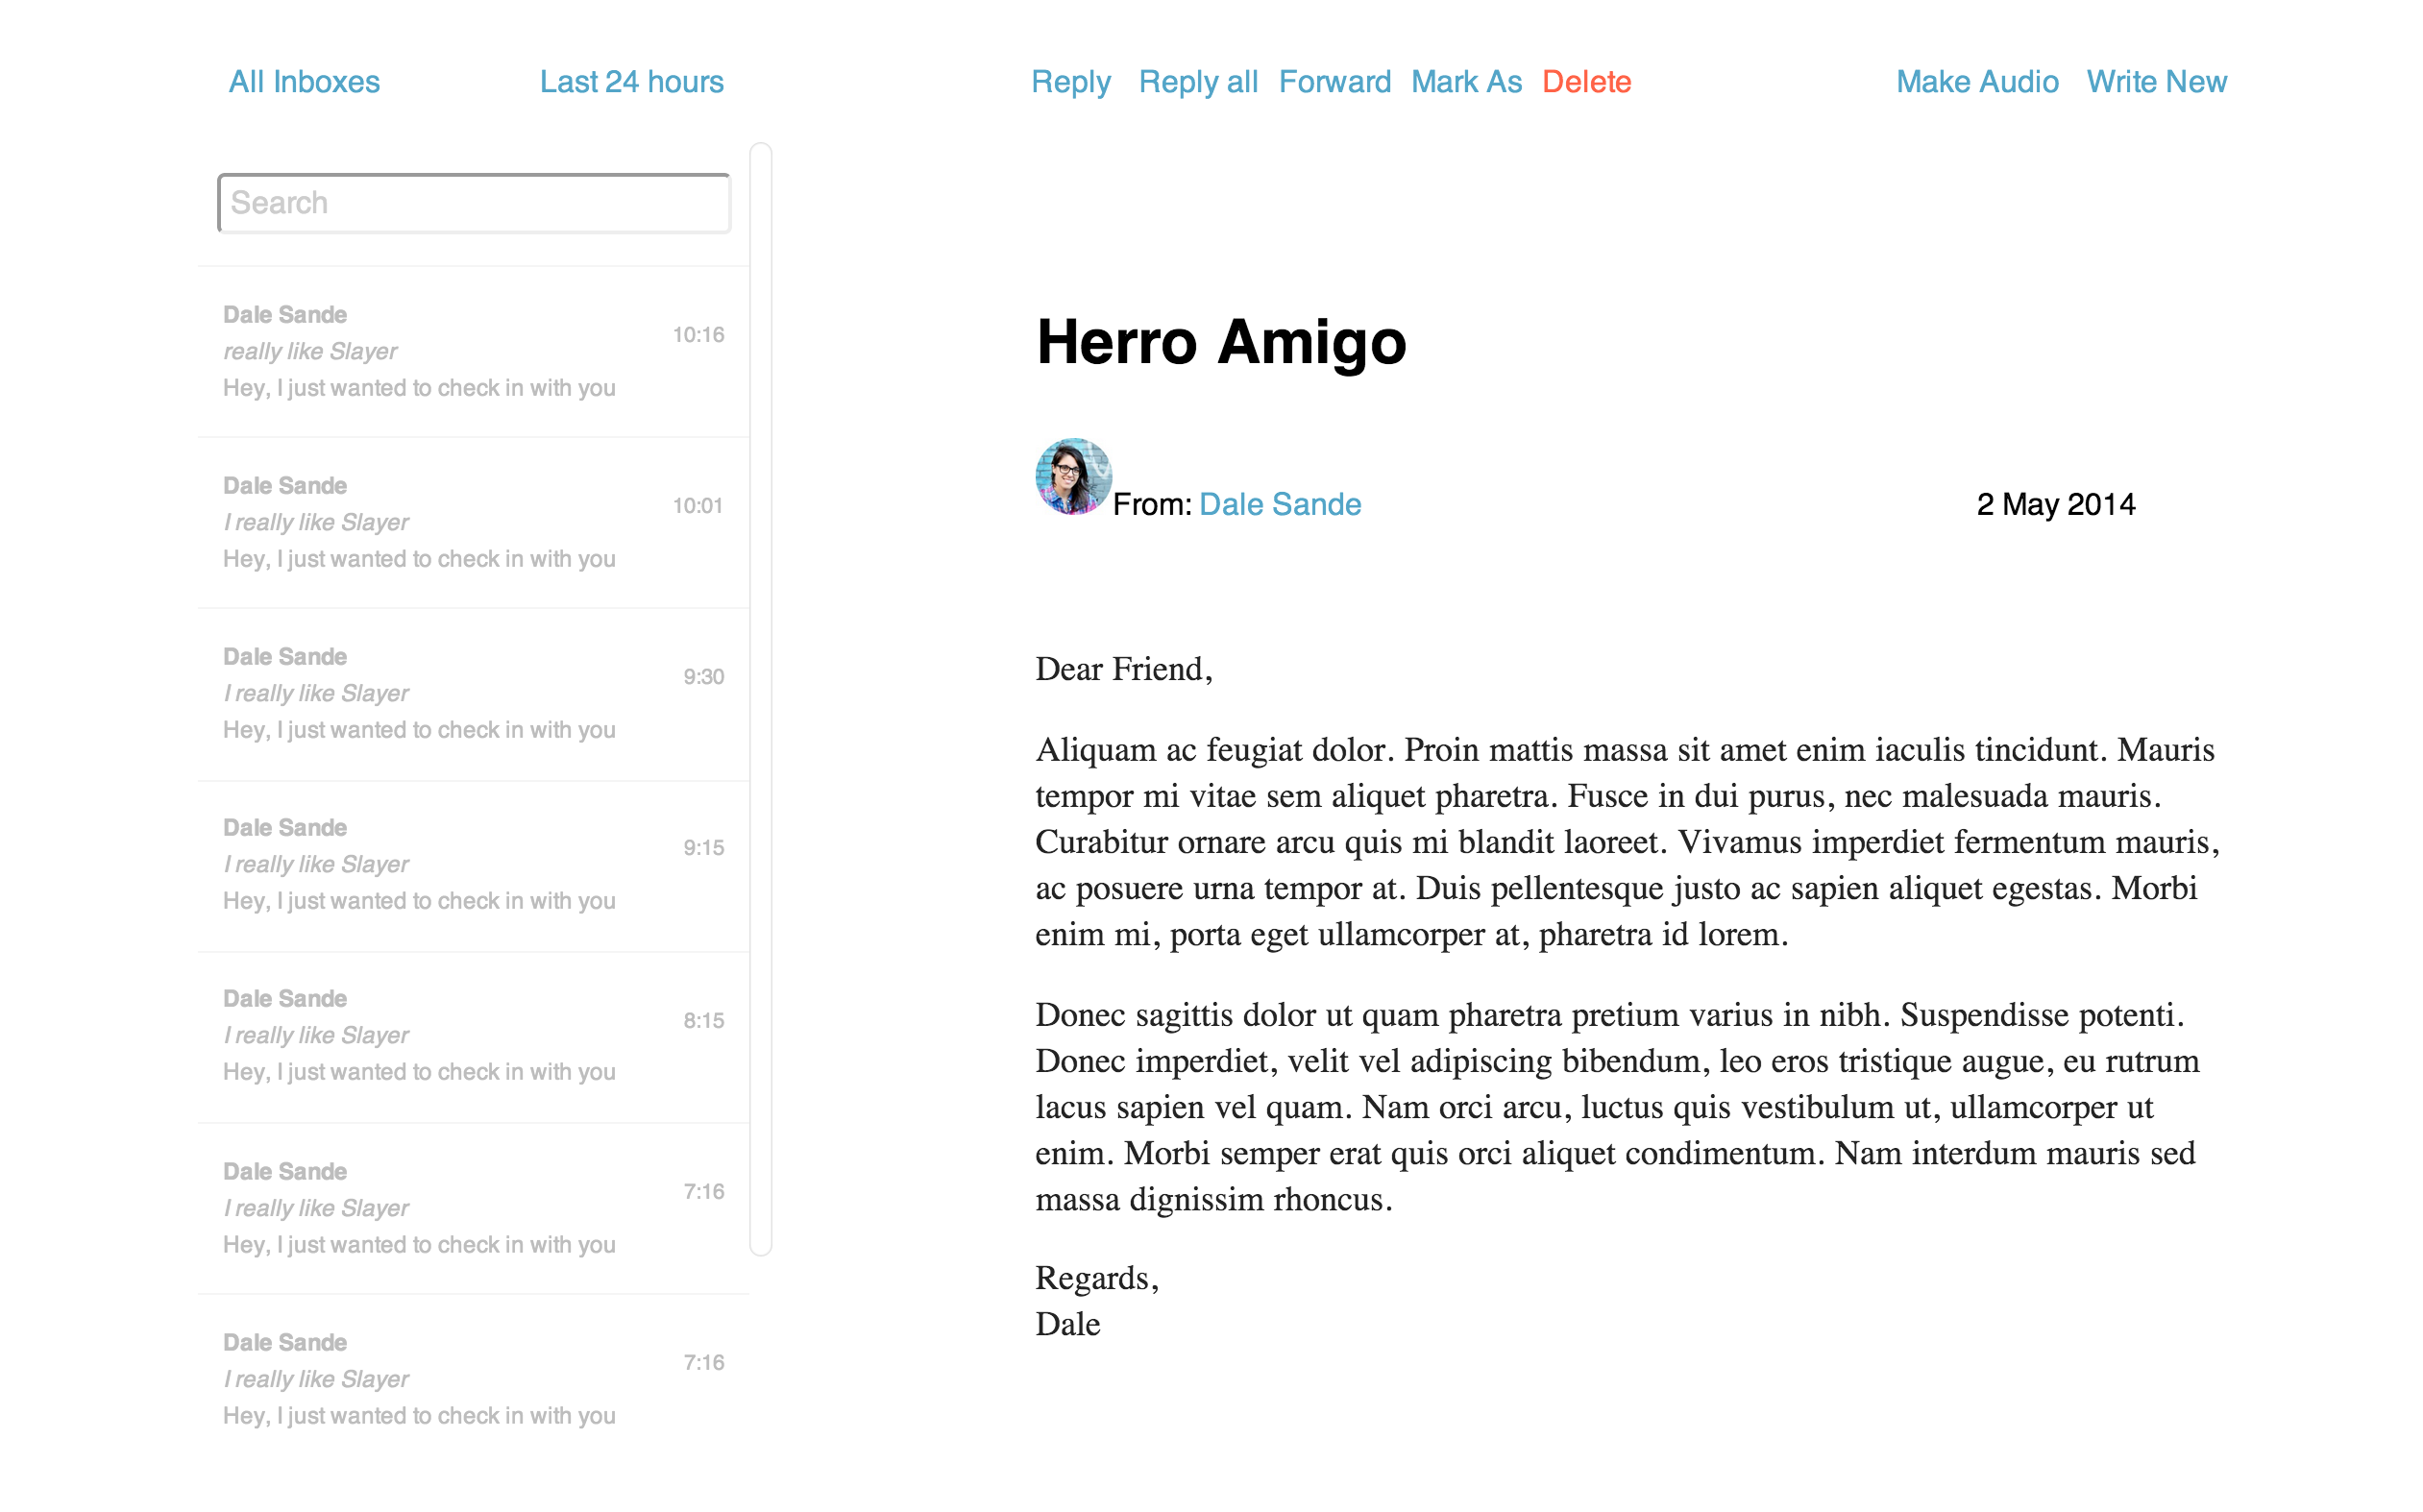 All Inboxes
Last 24 hours
Reply
Reply all
Forward
Mark As
Delete
Make Audio
Write New
Search
Dale Sande
10:16
really like Slayer
Hey, I just wanted to check in with you
Dale Sande
10:01
I really like Slayer
Hey, I just wanted to check in with you
Dale Sande
9:30
I really like Slayer
Hey, I just wanted to check in with you
Dale Sande
9:15
I really like Slayer
Hey, I just wanted to check in with you
Dale Sande
8:15
I really like Slayer
Hey, I just wanted to check in with you
Dale Sande
7:16
I really like Slayer
Hey, I just wanted to check in with you
Dale Sande
7:16
I really like Slayer
Hey, I just wanted to check in with you
Herro Amigo
From: Dale Sande
2 May 2014
Dear Friend,
Aliquam ac feugiat dolor. Proin mattis massa sit amet enim iaculis tincidunt. Mauris
tempor mi vitae sem aliquet pharetra. Fusce in dui purus, nec malesuada mauris.
Curabitur ornare arcu quis mi blandit laoreet. Vivamus imperdiet fermentum mauris,
ac posuere urna tempor at. Duis pellentesque justo ac sapien aliquet egestas. Morbi
enim mi, porta eget ullamcorper at, pharetra id lorem.
Donec sagittis dolor ut quam pharetra pretium varius in nibh. Suspendisse potenti.
Donec imperdiet, velit vel adipiscing bibendum, leo eros tristique augue, eu rutrum
lacus sapien vel quam. Nam orci arcu, luctus quis vestibulum ut, ullamcorper ut
enim. Morbi semper erat quis orci aliquet condimentum. Nam interdum mauris sed
massa dignissim rhoncus.
Regards,
Dale